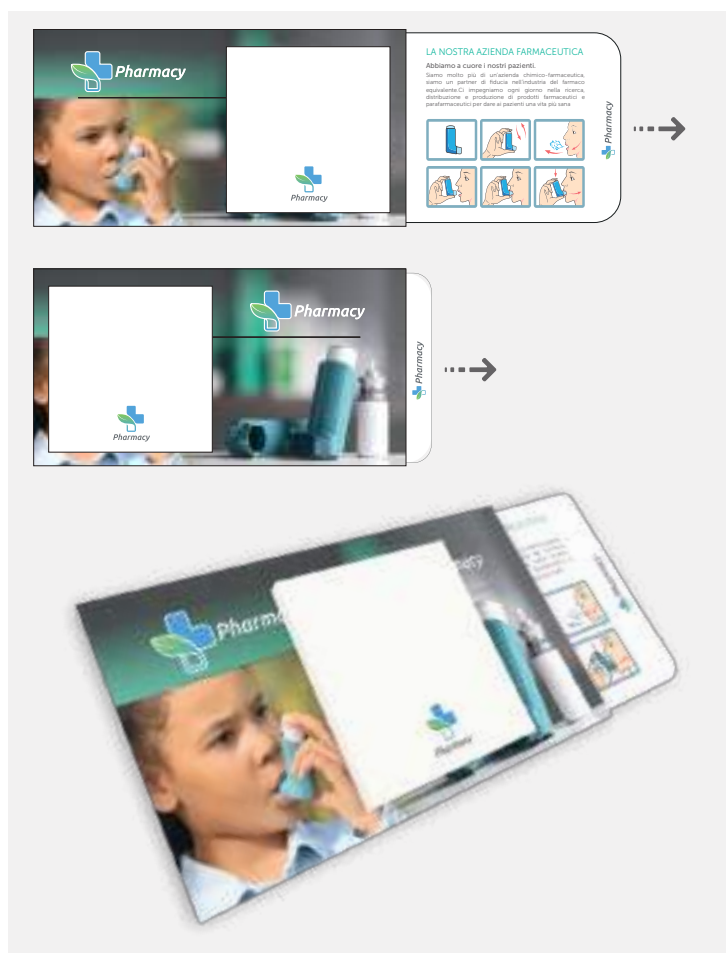 Pharmacy
Pharmacy
LA NOSTRA AZIENDA FARMACEUTICA
Abbiamo a cuore i nostri pazienti.
Siamo molto più di un'azienda chimico-farmaceutica,
siamo un partner di fiducia nell'industria del farmaco
equivalente.Ci impegniamo ogni giorno nella ricerca,
distribuzione e produzione di prodotti farmaceutici e
parafarmaceutici per dare ai pazienti una vita più sana
Pharmacy
Pharmacy
Pharmacy
Pharmacy
Pharma
Pharmacy